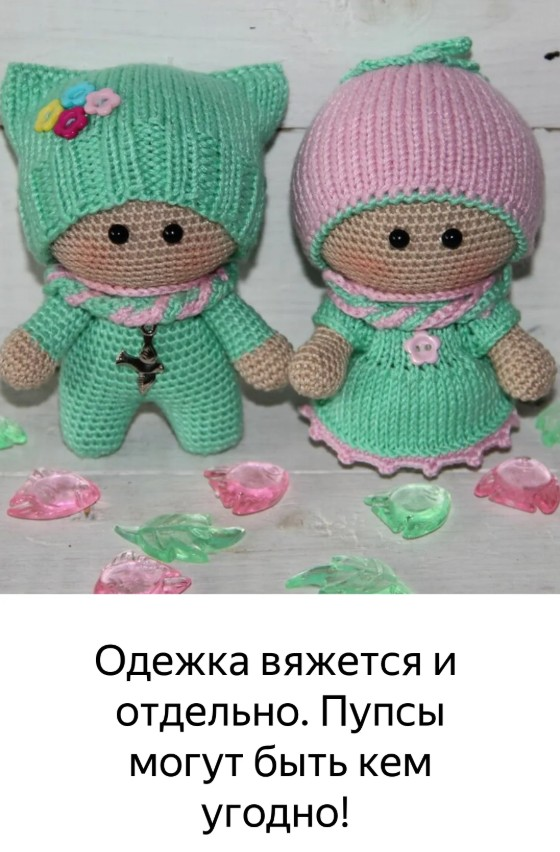 Одежка вяжется и
отдельно. Пупсы
могут быть кем
угодно!